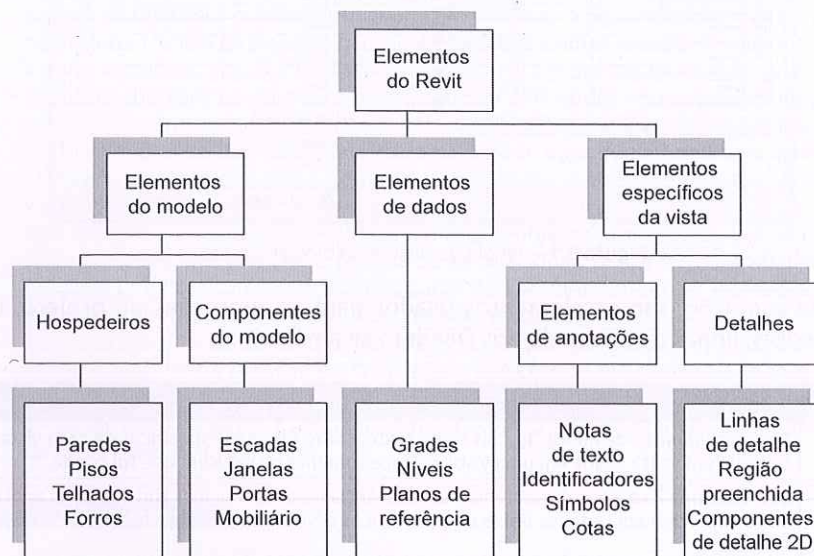 Elementos
do Revit
Elementos
do modelo
Elementos
de dados
Elementos
específicos
da vista
Hospedeiros
Componentes
do modelo
Elementos
de anotações
Detalhes
Paredes
Pisos
Telhados
Forros
Escadas
Janelas
Portas
Mobiliário
Grades
Níveis
Planos de
referência
Notas
de texto
Identificadores
Símbolos
Cotas
Linhas
de detalhe
Região
preenchida
Componentes
de detalhe 2D